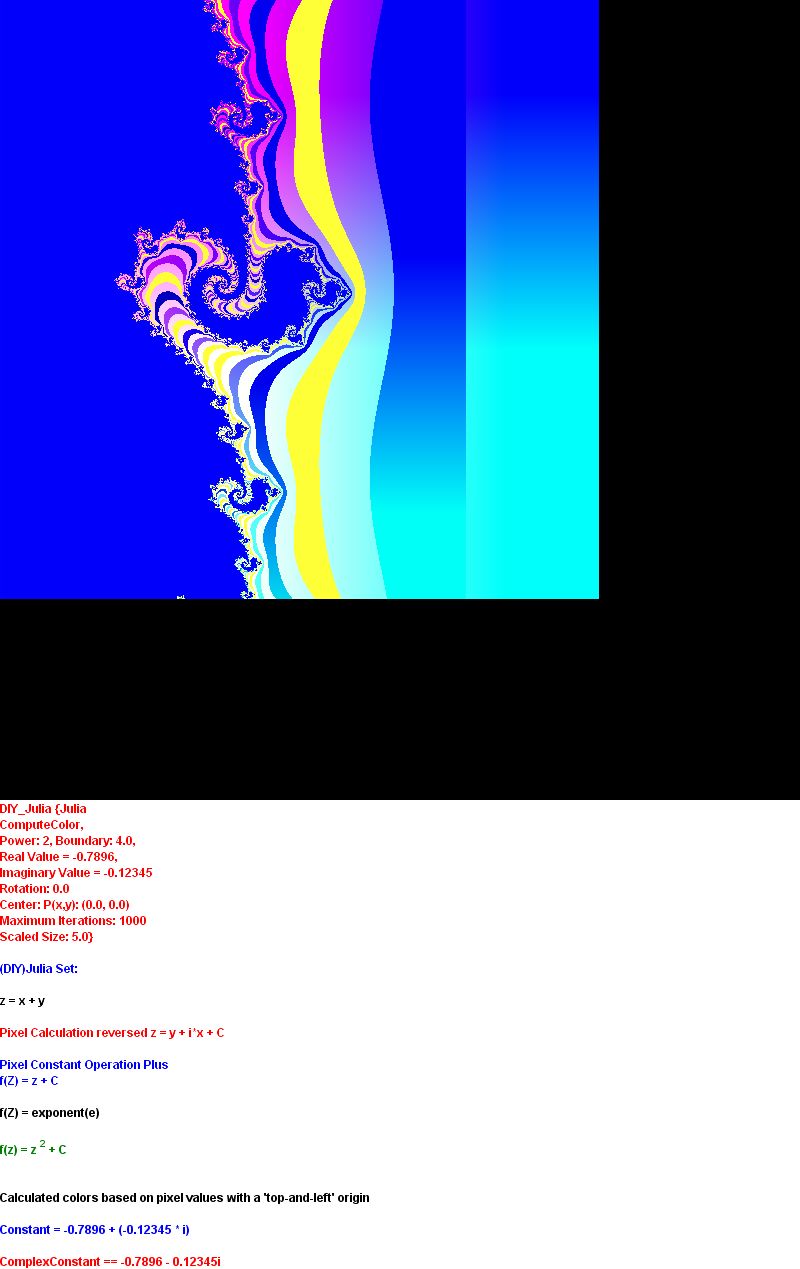 DIY_Julia {Julia
ComputeColor,
Power: 2, Boundary: 4.0,
Real Value = -0.7896,
Imaginary Value = -0.12345
Rotation: 0.0
Center: P(x,y): (0.0, 0.0)
Maximum Iterations: 1000
Scaled Size: 5.0}
(DIY)Julia Set:
z = x + y
Pixel Calculation reversed z = y + i*x + C
Pixel Constant Operation Plus
f(Z) = z + C
f(Z) = exponent(e)
f(z) = z 2 + C
Calculated colors based on pixel values with a 'top-and-left' origin
Constant = -0.7896 + (-0.12345 * i)
ComplexConstant == -0.7896 - 0.12345i